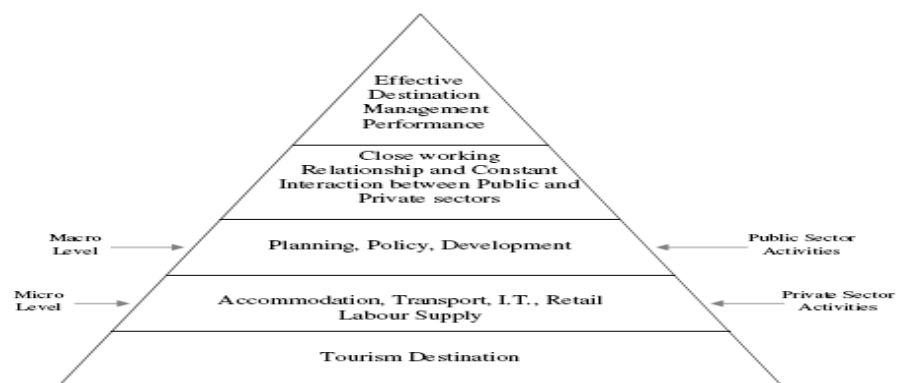 Effective
Destination
Management
Performance
Close working
Relationship and Constant
Interaction between Public and
Private sectors
Macro
Level
Planning, Policy, Development
Public Sector
Activities
Micro
Level
Accommodation, Transport, I.T., Retail
Labour Supply
Private Sector
Activities
Tourism Destination